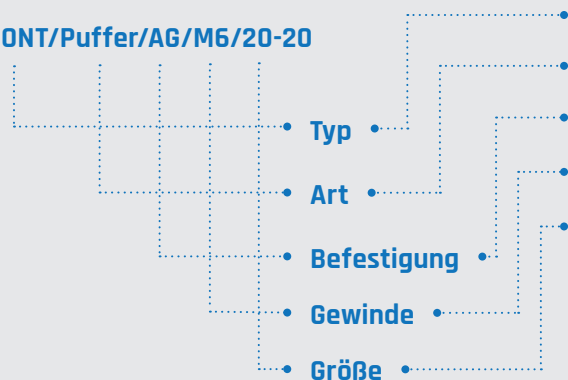 ONT/Puffer/AG/M6/20-20
Typ
Art
Befestigung
Gewinde
Größe